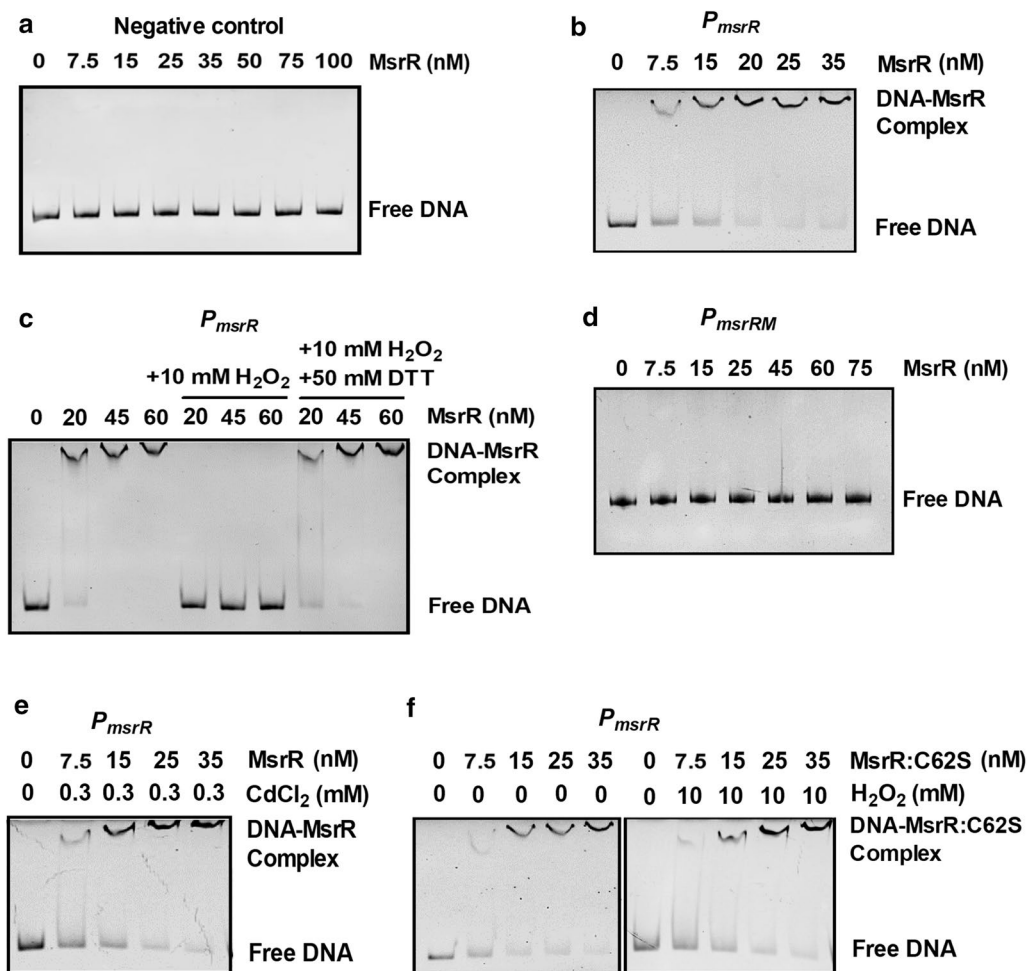 a
Negative control
0 7.5 15 25 35 50 75 100 MsrR (nM)
Free DNA
b
PmsrR
0 7.5 15 20 25 35 MsrR (nM)
DNA-MsrR
Complex
Free DNA
c
PmsrR
+10 mM H2O2
+10 mM H2O2
+50 mM DTT
0 20 45 60 20 45 60 20 45 60 MsrR (nM)
DNA-MsrR
Complex
Free DNA
d
PmsrRM
0 7.5 15 25 45 60 75 MsrR (nM)
Free DNA
e
PmsrR
0 7.5 15 25 35 MsrR (nM)
0 0.3 0.3 0.3 0.3 CdCl2 (mM)
DNA-MsrR
Complex
Free DNA
f
PmsrR
0 7.5 15 25 35 0 7.5 15 25 35 MsrR:C62S (nM)
0 0 0 0 0 0 10 10 10 10 H2O2 (mM)
DNA-MsrR:C62S
Complex
Free DNA